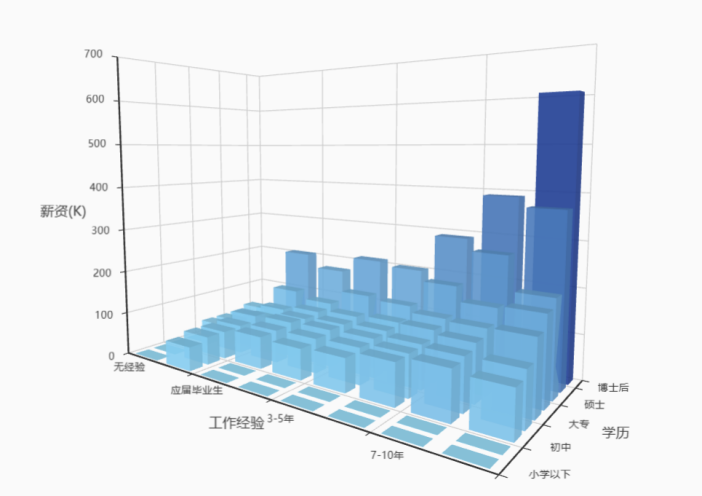 700
600
500
400
薪资(K)
300
200
100
0
无经验
应届毕业生
工作经验
3-5年
7-10年
博士后
硕士
大专
学历
初中
小学以下